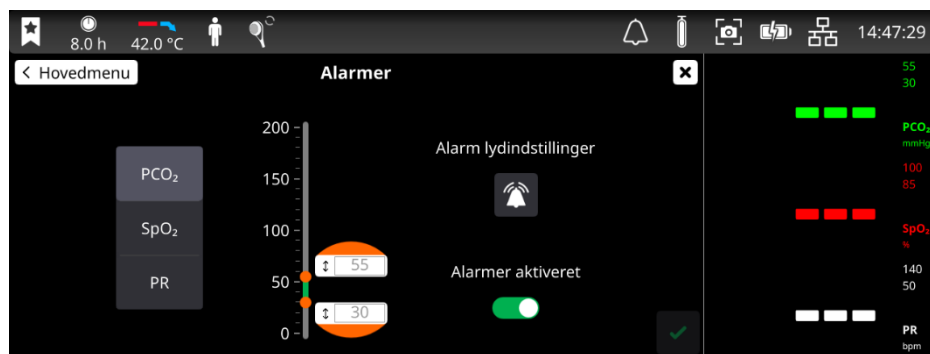 8.0 h
42.0 °C
14:47:29
< Hovedmenu
Alarmer
PCO₂
SpO₂
PR
200
150
100
50
0
55
30
Alarm lydindstillinger
Alarmer aktiveret
55
30
PCO₂
mmHg
100
85
SpO₂
%
140
50
PR
bpm